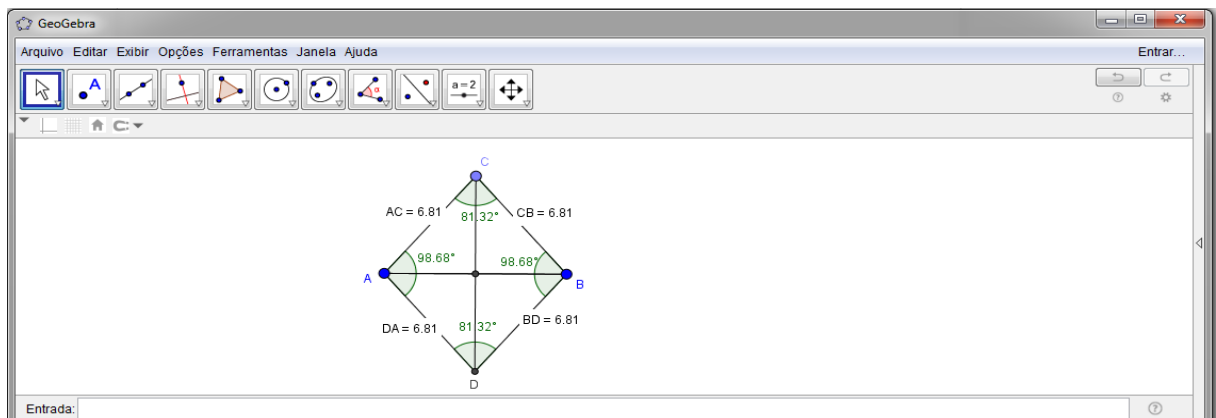 GeoGebra
Arquivo Editar Exibir Opções Ferramentas Janela Ajuda
Entrar...
A
α
a=2
C
AC = 6.81
81.32°
CB = 6.81
98.68°
98.68°
A
B
DA = 6.81
81.32°
BD = 6.81
D
Entrada: